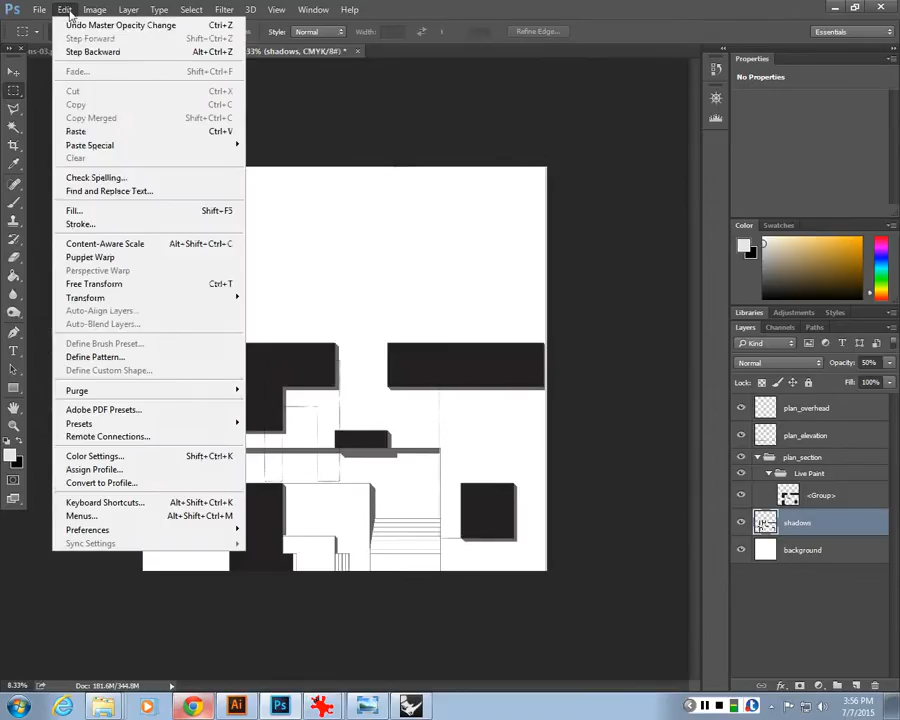 Ps File Edit Image Layer Type Select Filter 3D View Window Help
Style: Normal Width: Height: Refine Edge... Essentials
ns-03. 33% (shadows, CMYK/8#) * ×
Undo Master Opacity Change Ctrl+Z
Step Forward Shift+Ctrl+Z
Step Backward Alt+Ctrl+Z
Fade... Shift+Ctrl+F
Cut Ctrl+X
Copy Ctrl+C
Copy Merged Shift+Ctrl+C
Paste Ctrl+V
Paste Special
Clear
Check Spelling...
Find and Replace Text...
Fill... Shift+F5
Stroke...
Content-Aware Scale Alt+Shift+Ctrl+C
Puppet Warp
Perspective Warp
Free Transform Ctrl+T
Transform
Auto-Align Layers...
Auto-Blend Layers...
Define Brush Preset...
Define Pattern...
Define Custom Shape...
Purge
Adobe PDF Presets...
Presets
Remote Connections...
Color Settings... Shift+Ctrl+K
Assign Profile...
Convert to Profile...
Keyboard Shortcuts... Alt+Shift+Ctrl+K
Menus... Alt+Shift+Ctrl+M
Preferences
Sync Settings
Properties
No Properties
Color Swatches
Libraries Adjustments Styles
Layers Channels Paths
Kind
Normal Opacity: 50%
Lock: Fill: 100%
plan_overhead
plan_elevation
plan_section
Live Paint
<Group>
shadows
background
8.33% Doc: 181.6M/344.8M
Ai Ps
3:56 PM
7/7/2015